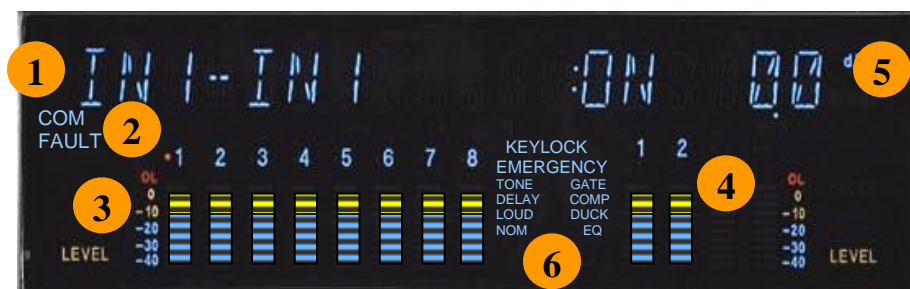 1 IN1--IN1 :ON 0.0 dB 5
COM
FAULT 2
1 2 3 4 5 6 7 8 KEYLOCK 1 2
EMERGENCY
TONE GATE
DELAY COMP
LOUD DUCK
NOM EQ
3
OL
0
-10
-20
-30
-40
LEVEL
4
OL
0
-10
-20
-30
-40
LEVEL
6